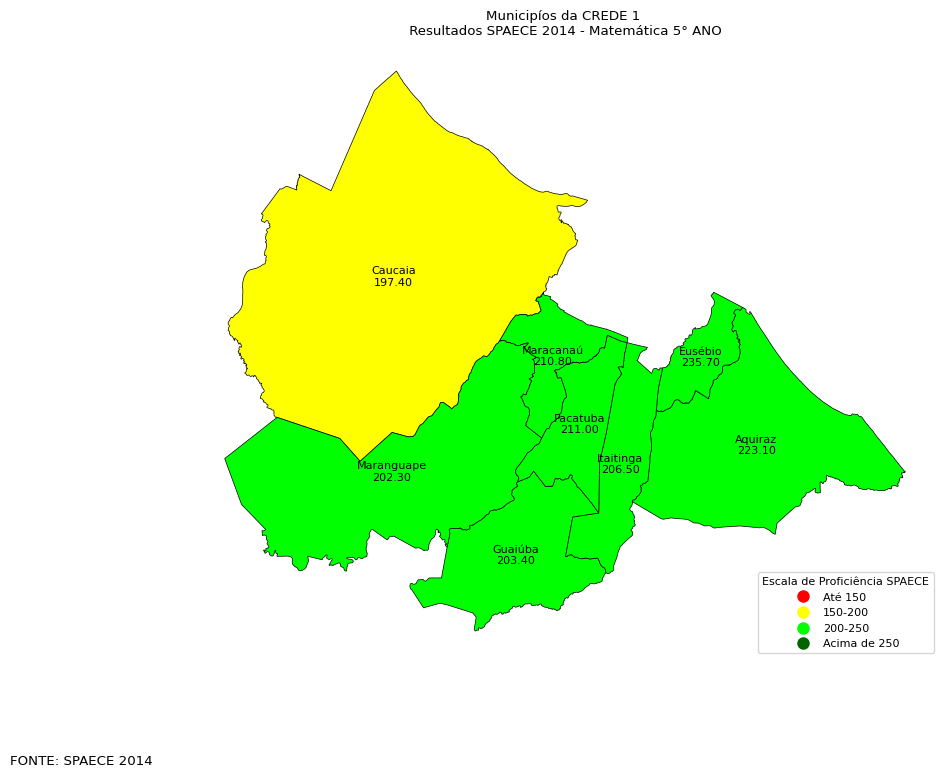 Municipíos da CREDE 1
Resultados SPAECE 2014 - Matemática 5° ANO
Caucaia
197.40
Maracanaú
210.80
Eusébio
235.70
Pacatuba
211.00
Aquiraz
223.10
Itaitinga
206.50
Maranguape
202.30
Guaiúba
203.40
Escala de Proficiência SPAECE
Até 150
150-200
200-250
Acima de 250
FONTE: SPAECE 2014